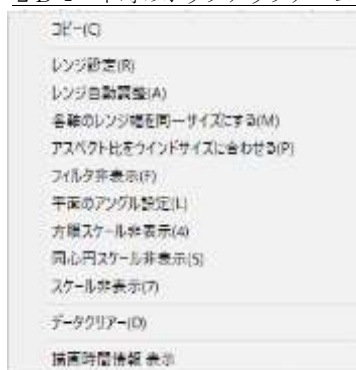 コピー(C)
レンジ設定(R)
レンジ自動調整(A)
各軸のレンジ幅を同一サイズにする(M)
アスペクト比をウインドサイズに合わせる(P)
フィルタ非表示(F)
平面のアングル設定(L)
方眼スケール非表示(4)
同心円スケール非表示(5)
スケール非表示(7)
データクリアー(D)
描画時間情報 表示